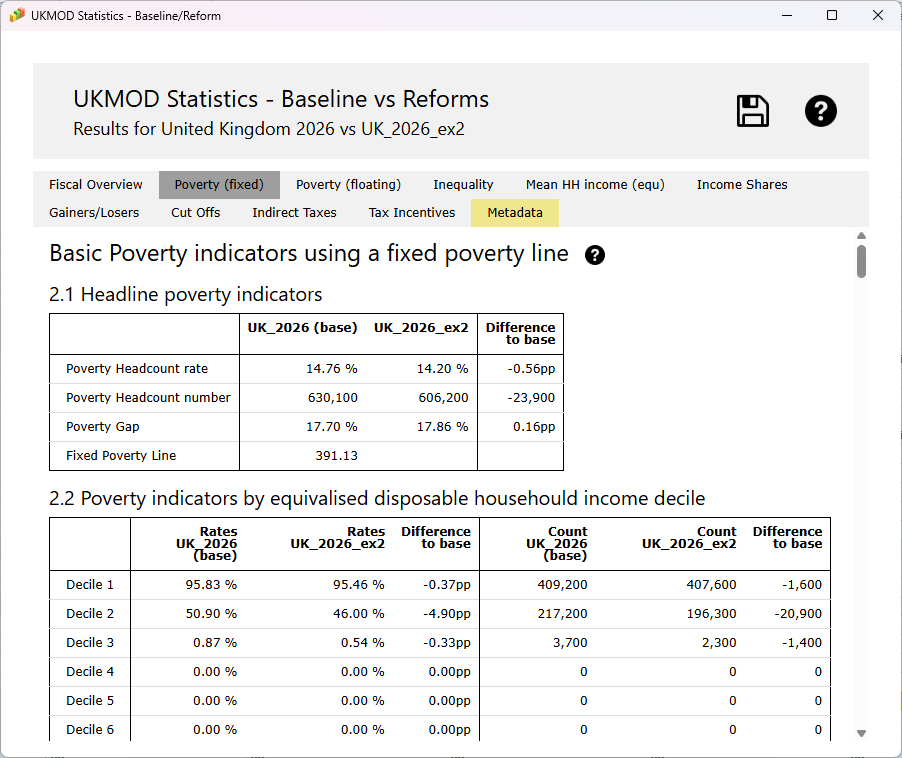 UKMOD Statistics - Baseline/Reform
UKMOD Statistics - Baseline vs Reforms
Results for United Kingdom 2026 vs UK_2026_ex2
?
Fiscal Overview Poverty (fixed) Poverty (floating) Inequality Mean HH income (equ) Income Shares
Gainers/Losers Cut Offs Indirect Taxes Tax Incentives Metadata
Basic Poverty indicators using a fixed poverty line ?
2.1 Headline poverty indicators
UK_2026 (base) UK_2026_ex2 Difference
to base
Poverty Headcount rate 14.76 % 14.20 % -0.56pp
Poverty Headcount number 630,100 606,200 -23,900
Poverty Gap 17.70 % 17.86 % 0.16pp
Fixed Poverty Line 391.13
2.2 Poverty indicators by equivalised disposable househould income decile
Rates Rates Difference Count Count Difference
UK_2026 UK_2026_ex2 to base UK_2026 UK_2026_ex2 to base
(base) (base)
Decile 1 95.83 % 95.46 % -0.37pp 409,200 407,600 -1,600
Decile 2 50.90 % 46.00 % -4.90pp 217,200 196,300 -20,900
Decile 3 0.87 % 0.54 % -0.33pp 3,700 2,300 -1,400
Decile 4 0.00 % 0.00 % 0.00pp 0 0 0
Decile 5 0.00 % 0.00 % 0.00pp 0 0 0
Decile 6 0.00 % 0.00 % 0.00pp 0 0 0